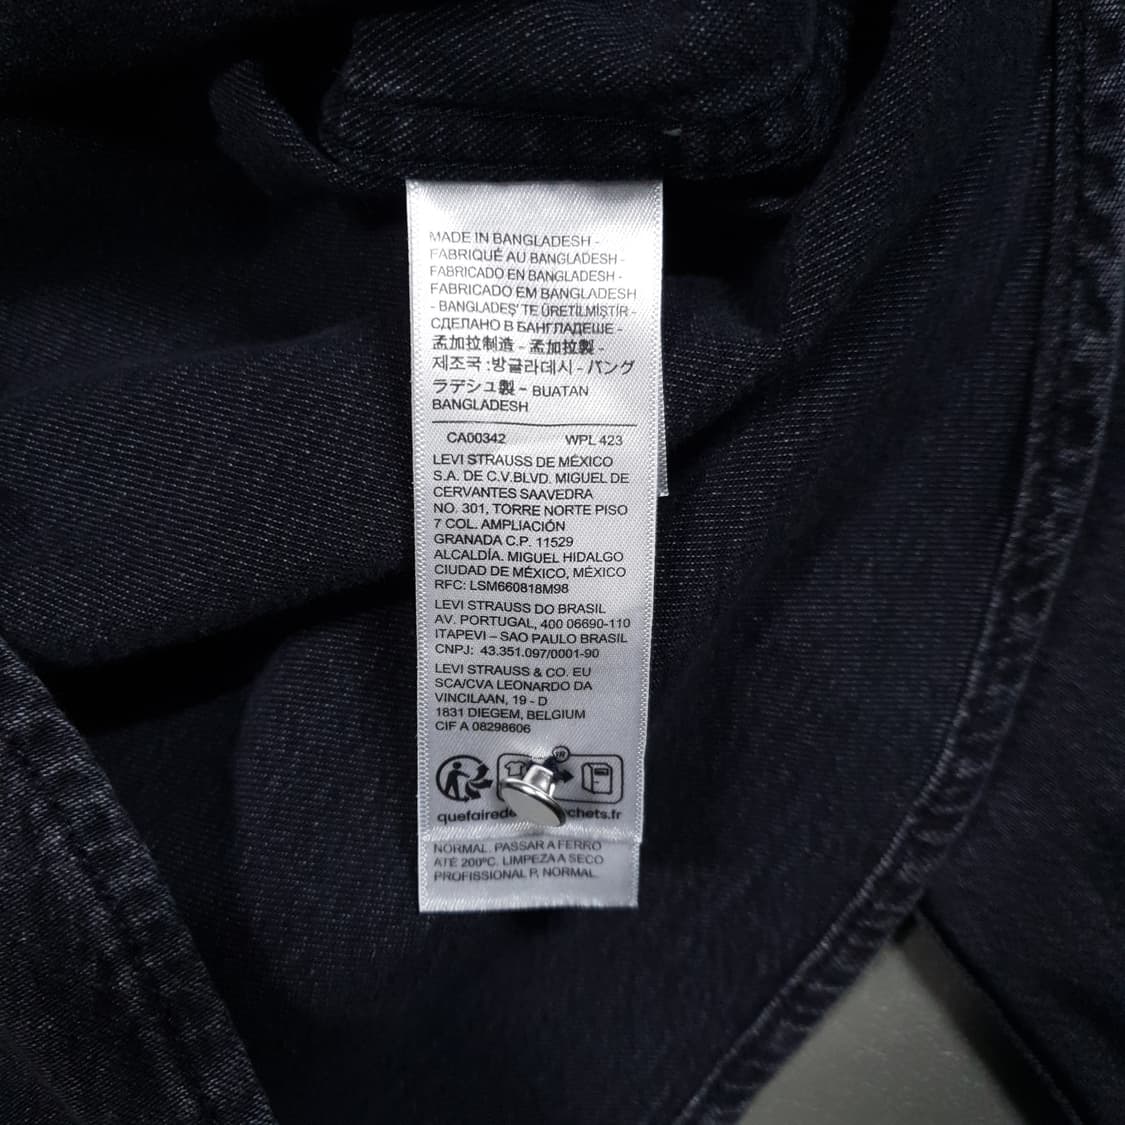 MADE IN BANGLADESH -
FABRIQUÉ AU BANGLADESH -
FABRICADO EN BANGLADESH -
FABRICADO EM BANGLADESH
- BANGLADEŞ'TE ÜRETİLMİŞTİR -
СДЕЛАНО В БАНГЛАДЕШЕ -
孟加拉制造 - 孟加拉製 -
제조국 :방글라데시 - バング
ラデシュ製 - BUATAN
BANGLADESH
CA00342 WPL 423
LEVI STRAUSS DE MÉXICO
S.A. DE C.V.BLVD. MIGUEL DE
CERVANTES SAAVEDRA
NO. 301, TORRE NORTE PISO
7 COL. AMPLIACIÓN
GRANADA C.P. 11529
ALCALDÍA. MIGUEL HIDALGO
CIUDAD DE MÉXICO, MÉXICO
RFC: LSM660818M98
LEVI STRAUSS DO BRASIL
AV. PORTUGAL, 400 06690-110
ITAPEVI – SAO PAULO BRASIL
CNPJ: 43.351.097/0001-90
LEVI STRAUSS & CO. EU
SCA/CVA LEONARDO DA
VINCILAAN, 19 - D
1831 DIEGEM, BELGIUM
CIF A 08298606
NORMAL. PASSAR A FERRO
ATÉ 200ºC. LIMPEZA A SECO
PROFISSIONAL P, NORMAL.